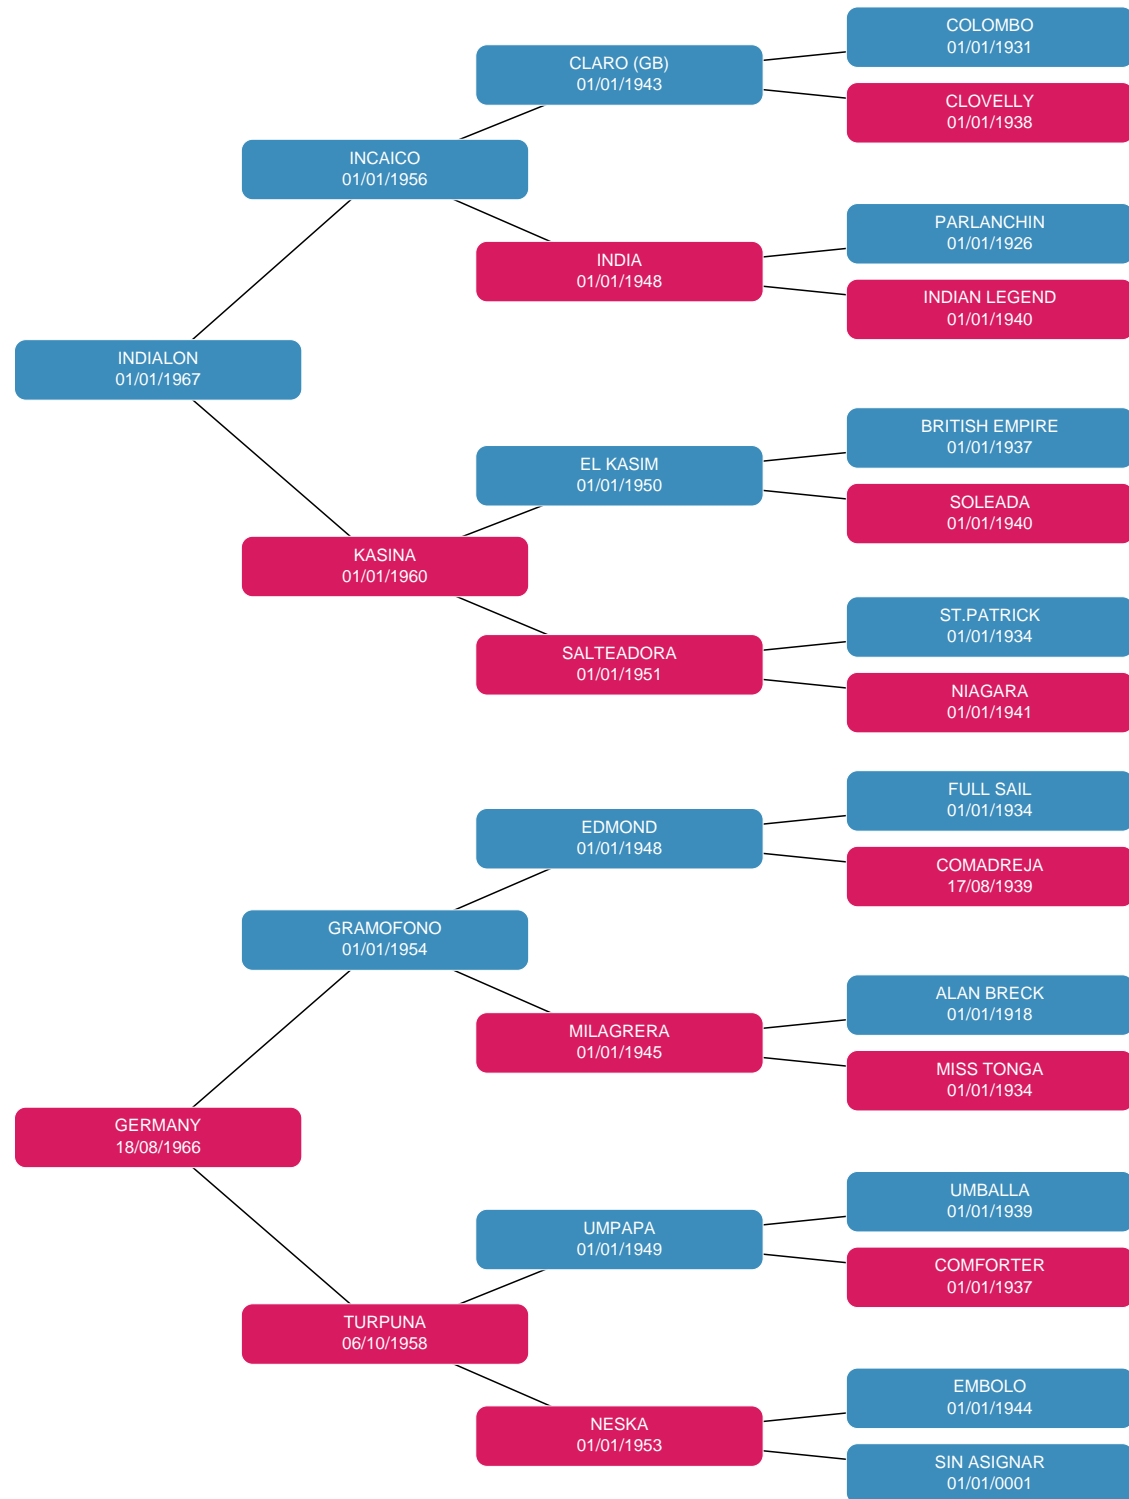 COLOMBO
01/01/1931
CLARO (GB)
01/01/1943
CLOVELLY
01/01/1938
INCAICO
01/01/1956
PARLANCHIN
01/01/1926
INDIA
01/01/1948
INDIAN LEGEND
01/01/1940
INDIALON
01/01/1967
BRITISH EMPIRE
01/01/1937
EL KASIM
01/01/1950
SOLEADA
01/01/1940
KASINA
01/01/1960
ST.PATRICK
01/01/1934
SALTEADORA
01/01/1951
NIAGARA
01/01/1941
FULL SAIL
01/01/1934
EDMOND
01/01/1948
COMADREJA
17/08/1939
GRAMOFONO
01/01/1954
ALAN BRECK
01/01/1918
MILAGRERA
01/01/1945
MISS TONGA
01/01/1934
GERMANY
18/08/1966
UMBALLA
01/01/1939
UMPAPA
01/01/1949
COMFORTER
01/01/1937
TURPUNA
06/10/1958
EMBOLO
01/01/1944
NESKA
01/01/1953
SIN ASIGNAR
01/01/0001